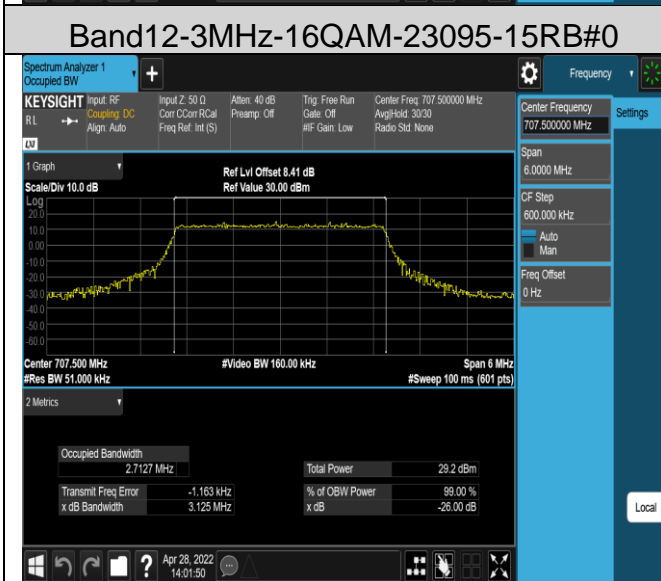 Band12-3MHz-16QAM-23095-15RB#0
Spectrum Analyzer 1
Occupied BW
+
Frequency
KEYSIGHT
RL
LXI
Input: RF
Coupling: DC
Align: Auto
Input Z: 50 Ω
Corr CCorr RCal
Freq Ref: Int (S)
Atten: 40 dB
Preamp: Off
Trig: Free Run
Gate: Off
#IF Gain: Low
Center Freq: 707.500000 MHz
Avg|Hold: 30/30
Radio Std: None
Center Frequency
707.500000 MHz
Settings
Span
6.0000 MHz
CF Step
600.000 kHz
Auto
Man
Freq Offset
0 Hz
1 Graph
Scale/Div 10.0 dB
Ref Lvl Offset 8.41 dB
Ref Value 30.00 dBm
Log
20.0
10.0
0.00
-10.0
-20.0
-30.0
-40.0
-50.0
-60.0
Center 707.500 MHz
#Video BW 160.00 kHz
Span 6 MHz
#Res BW 51.000 kHz
#Sweep 100 ms (601 pts)
2 Metrics
Occupied Bandwidth
2.7127 MHz
Total Power 29.2 dBm
Transmit Freq Error -1.163 kHz
% of OBW Power 99.00 %
x dB Bandwidth 3.125 MHz
x dB -26.00 dB
Local
?
Apr 28, 2022
14:01:50